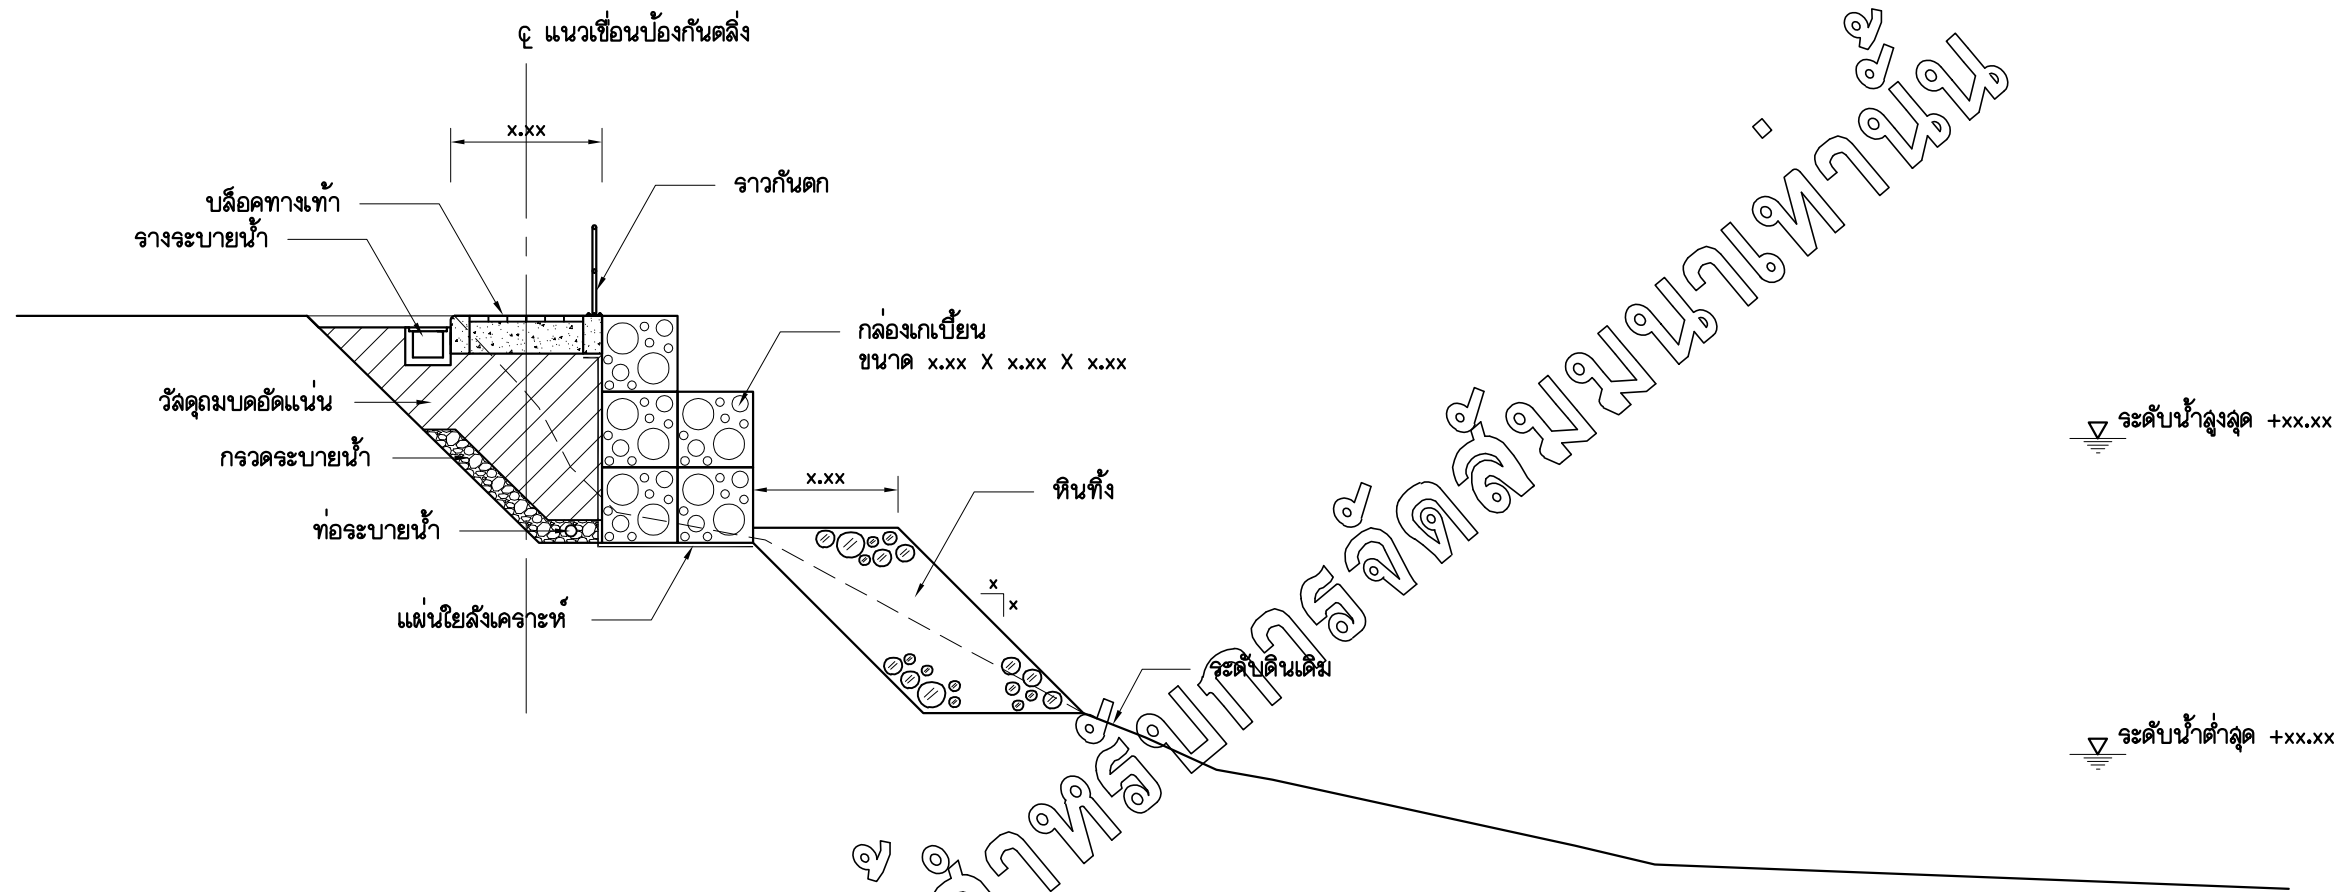 ℄ แนวเขื่อนป้องกันตลิ่ง
x.xx
ราวกันตก
บล็อคทางเท้า
รางระบายน้ำ
กล่องเกเบี้ยน
ขนาด x.xx X x.xx X x.xx
วัสดุถมบดอัดแน่น
ระดับน้ำสูงสุด +xx.xx
กรวดระบายน้ำ
x.xx
หินทิ้ง
ท่อระบายน้ำ
x
x
แผ่นใยสังเคราะห์
ระดับดินเดิม
ระดับน้ำต่ำสุด +xx.xx
สำหรับการจัดสัมมนาเท่านั้น